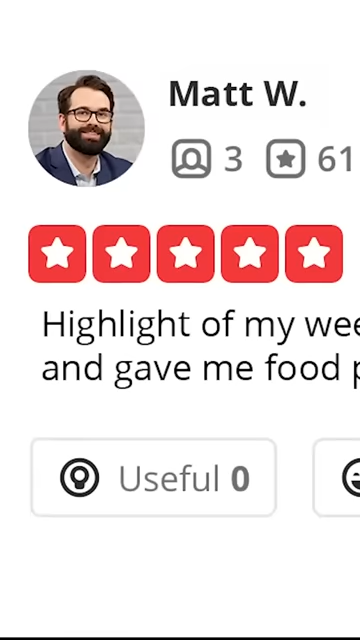 Matt W.
3 61
Highlight of my wee
and gave me food p
Useful 0